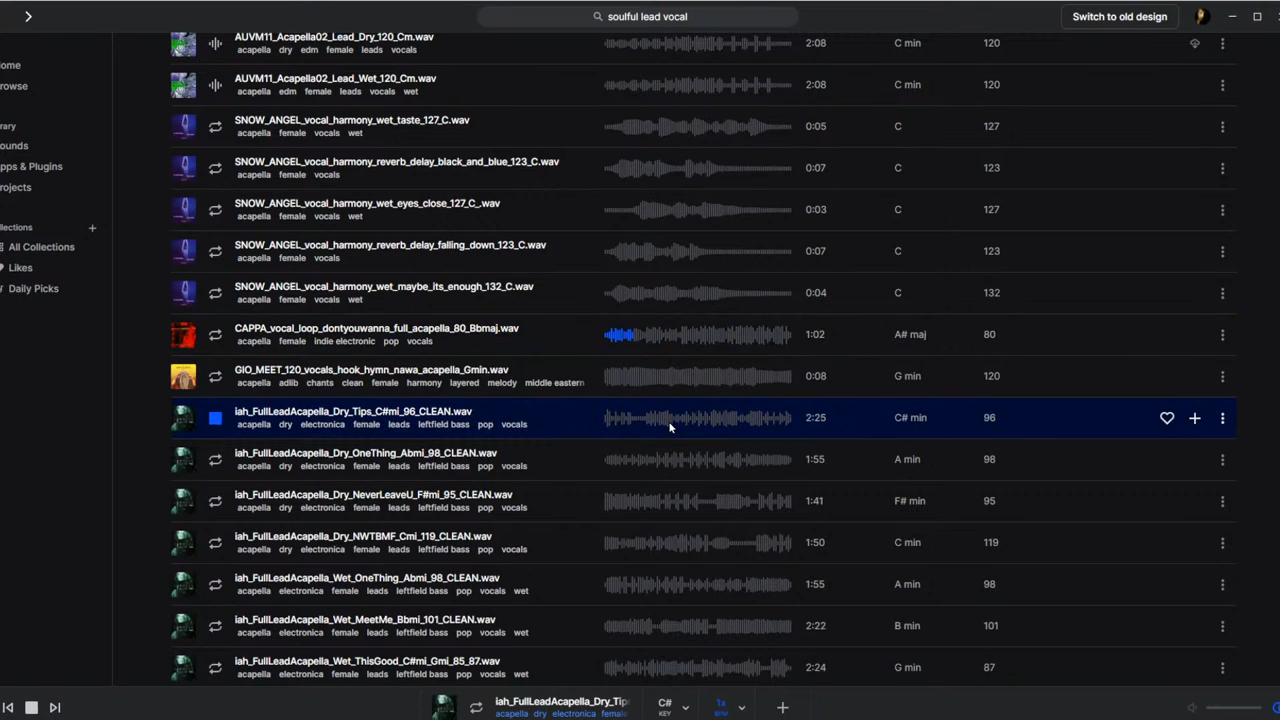 soulful lead vocal
Switch to old design
AUVM11_Acapella02_Lead_Dry_120_Cm.wav
acapella dry edm female leads vocals
2:08 C min 120
AUVM11_Acapella02_Lead_Wet_120_Cm.wav
acapella edm female leads vocals wet
2:08 C min 120
SNOW_ANGEL_vocal_harmony_wet_taste_127_C.wav
acapella female vocals wet
0:05 C 127
SNOW_ANGEL_vocal_harmony_reverb_delay_black_and_blue_123_C.wav
acapella female vocals
0:07 C 123
SNOW_ANGEL_vocal_harmony_wet_eyes_close_127_C_.wav
acapella female vocals wet
0:03 C 127
SNOW_ANGEL_vocal_harmony_reverb_delay_falling_down_123_C.wav
acapella female vocals
0:07 C 123
SNOW_ANGEL_vocal_harmony_wet_maybe_its_enough_132_C.wav
acapella female vocals wet
0:04 C 132
CAPPA_vocal_loop_dontyouwanna_full_acapella_80_Bbmaj.wav
acapella female indie electronic pop vocals
1:02 A# maj 80
GIO_MEET_120_vocals_hook_hymn_nawa_acapella_Gmin.wav
acapella adlib chants clean female harmony layered melody middle eastern
0:08 G min 120
iah_FullLeadAcapella_Dry_Tips_C#mi_96_CLEAN.wav
acapella dry electronica female leads leftfield bass pop vocals
2:25 C# min 96
iah_FullLeadAcapella_Dry_OneThing_Abmi_98_CLEAN.wav
acapella dry electronica female leads leftfield bass pop vocals
1:55 A min 98
iah_FullLeadAcapella_Dry_NeverLeaveU_F#mi_95_CLEAN.wav
acapella dry electronica female leads leftfield bass pop vocals
1:41 F# min 95
iah_FullLeadAcapella_Dry_NWTBMF_Cmi_119_CLEAN.wav
acapella dry electronica female leads leftfield bass pop vocals
1:50 C min 119
iah_FullLeadAcapella_Wet_OneThing_Abmi_98_CLEAN.wav
acapella electronica female leads leftfield bass pop vocals wet
1:55 A min 98
iah_FullLeadAcapella_Wet_MeetMe_Bbmi_101_CLEAN.wav
acapella electronica female leads leftfield bass pop vocals wet
2:22 B min 101
iah_FullLeadAcapella_Wet_ThisGood_C#mi_Gmi_85_87.wav
acapella electronica female leads leftfield bass pop vocals wet
2:24 G min 87
ome
rowse
rary
ounds
pps & Plugins
rojects
llections
All Collections
Likes
Daily Picks
iah_FullLeadAcapella_Dry_Tip
acapella dry electronica fema
C#
KEY
1x
BPM